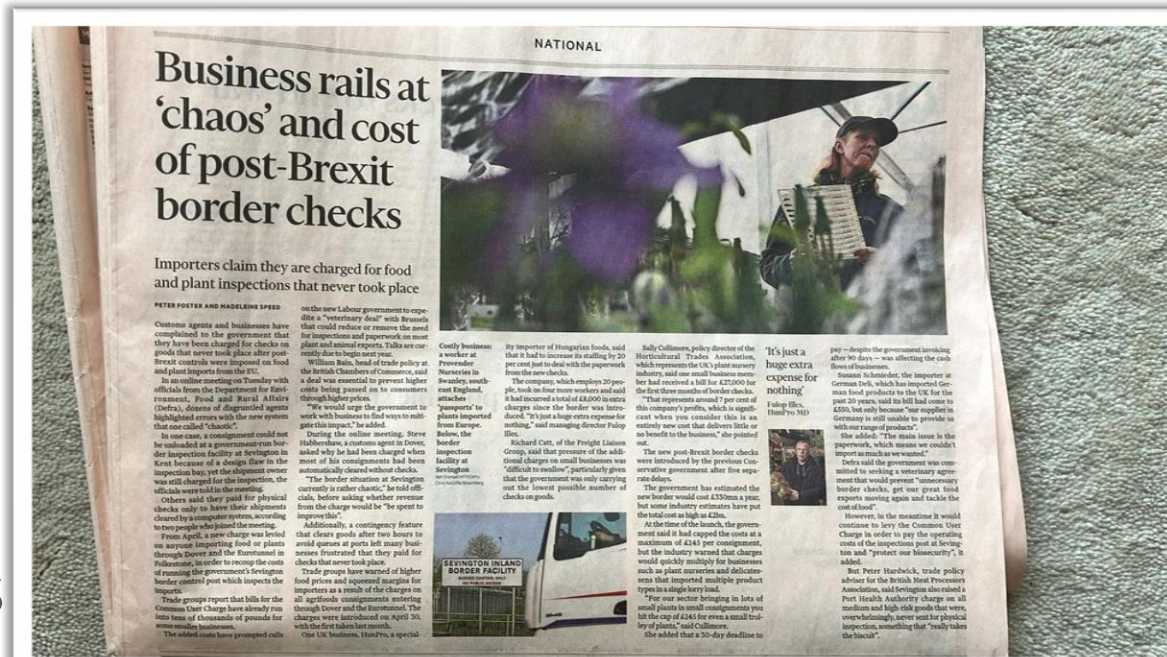 NATIONAL
Business rails at
‘chaos’ and cost
of post-Brexit
border checks
Importers claim they are charged for food
and plant inspections that never took place
PETER FOSTER AND MADELEINE SPEED
Customs agents and businesses have
complained to the government that
they have been charged for checks on
goods that never took place after post-
Brexit controls were imposed on food
and plant imports from the EU.
In an online meeting on Tuesday with
officials from the Department for Envi-
ronment, Food and Rural Affairs
(Defra), dozens of disgruntled agents
highlighted errors with the new system
that one called “chaotic”.
In one case, a consignment could not
be unloaded at a government-run bor-
der inspection facility at Sevington in
Kent because of a design flaw in the
inspection bay, yet the shipment owner
was still charged for the inspection, the
officials were told in the meeting.
Others said they paid for physical
checks only to have their shipments
cleared by a computer system, according
to two people who joined the meeting.
From April, a new charge was levied
on anyone importing food or plants
through Dover and the Eurotunnel in
Folkestone, in order to recoup the costs
of running the government’s Sevington
border control post which inspects the
imports.
Trade groups report that bills for the
Common User Charge have already run
into tens of thousands of pounds for
some smaller businesses.
The added costs have prompted calls
on the new Labour government to expe-
dite a “veterinary deal” with Brussels
that could reduce or remove the need
for inspections and paperwork on most
plant and animal exports. Talks are cur-
rently due to begin next year.
William Bain, head of trade policy at
the British Chambers of Commerce, said
a deal was essential to prevent higher
costs being passed on to consumers
through higher prices.
“We would urge the government to
work with business to find ways to miti-
gate this impact,” he added.
During the online meeting, Steve
Habbershaw, a customs agent in Dover,
asked why he had been charged when
most of his consignments had been
automatically cleared without checks.
“The border situation at Sevington
currently is rather chaotic,” he told offi-
cials, before asking whether revenue
from the charge would be “be spent to
improve this”.
Additionally, a contingency feature
that clears goods after two hours to
avoid queues at ports left many busi-
nesses frustrated that they paid for
checks that never took place.
Trade groups have warned of higher
food prices and squeezed margins for
importers as a result of the charges on
all agrifoods consignments entering
through Dover and the Eurotunnel. The
charges were introduced on April 30,
with the first taken last month.
One UK business, HunPro, a special-
Costly business:
a worker at
Provender
Nurseries in
Swanley, south-
east England,
attaches
‘passports’ to
plants imported
from Europe.
Below, the
border
inspection
facility at
Sevington
ity importer of Hungarian foods, said
that it had to increase its staffing by 20
per cent just to deal with the paperwork
from the new checks.
The company, which employs 20 peo-
ple, took on four more workers and said
it had incurred a total of £8,000 in extra
charges since the border was intro-
duced. “It’s just a huge extra expense for
nothing,” said managing director Fulop
Illes.
Richard Catt, of the Freight Liaison
Group, said that pressure of the addi-
tional charges on small businesses was
“difficult to swallow”, particularly given
that the government was only carrying
out the lowest possible number of
checks on goods.
SEVINGTON INLAND
BORDER FACILITY
BORDER CONTROL ONLY
NO PUBLIC ACCESS
Sally Cullimore, policy director of the
Horticultural Trades Association,
which represents the UK’s plant nursery
industry, said one small business mem-
ber had received a bill for £27,000 for
the first three months of border checks.
“That represents around 7 per cent of
this company’s profits, which is signifi-
cant when you consider this is an
entirely new cost that delivers little or
no benefit to the business,” she pointed
out.
The new post-Brexit border checks
were introduced by the previous Con-
servative government after five sepa-
rate delays.
The government has estimated the
new border would cost £330mn a year,
but some industry estimates have put
the total cost as high as £2bn.
At the time of the launch, the govern-
ment said it had capped the costs at a
maximum of £145 per consignment,
but the industry warned that charges
would quickly multiply for businesses
such as plant nurseries and delicates-
sens that imported multiple product
types in a single lorry load.
“For our sector bringing in lots of
small plants in small consignments you
hit the cap of £145 for even a small trol-
ley of plants,” said Cullimore.
She added that a 30-day deadline to
‘It’s just a
huge extra
expense for
nothing’
Fulop Illes,
HunPro MD
pay — despite the government invoicing
after 90 days — was affecting the cash
flows of businesses.
Susann Schmieder, the importer at
German Deli, which has imported Ger-
man food products to the UK for the
past 20 years, said its bill had come to
£550, but only because “our supplier in
Germany is still unable to provide us
with our range of products”.
She added: “The main issue is the
paperwork, which means we couldn’t
import as much as we wanted.”
Defra said the government was com-
mitted to seeking a veterinary agree-
ment that would prevent “unnecessary
border checks, get our great food
exports moving again and tackle the
cost of food”.
However, in the meantime it would
continue to levy the Common User
Charge in order to pay the operating
costs of the inspections post at Seving-
ton and “protect our biosecurity”, it
added.
But Peter Hardwick, trade policy
adviser for the British Meat Processors
Association, said Sevington also raised a
Port Health Authority charge on all
medium and high-risk goods that were,
overwhelmingly, never sent for physical
inspection, something that “really takes
the biscuit”.